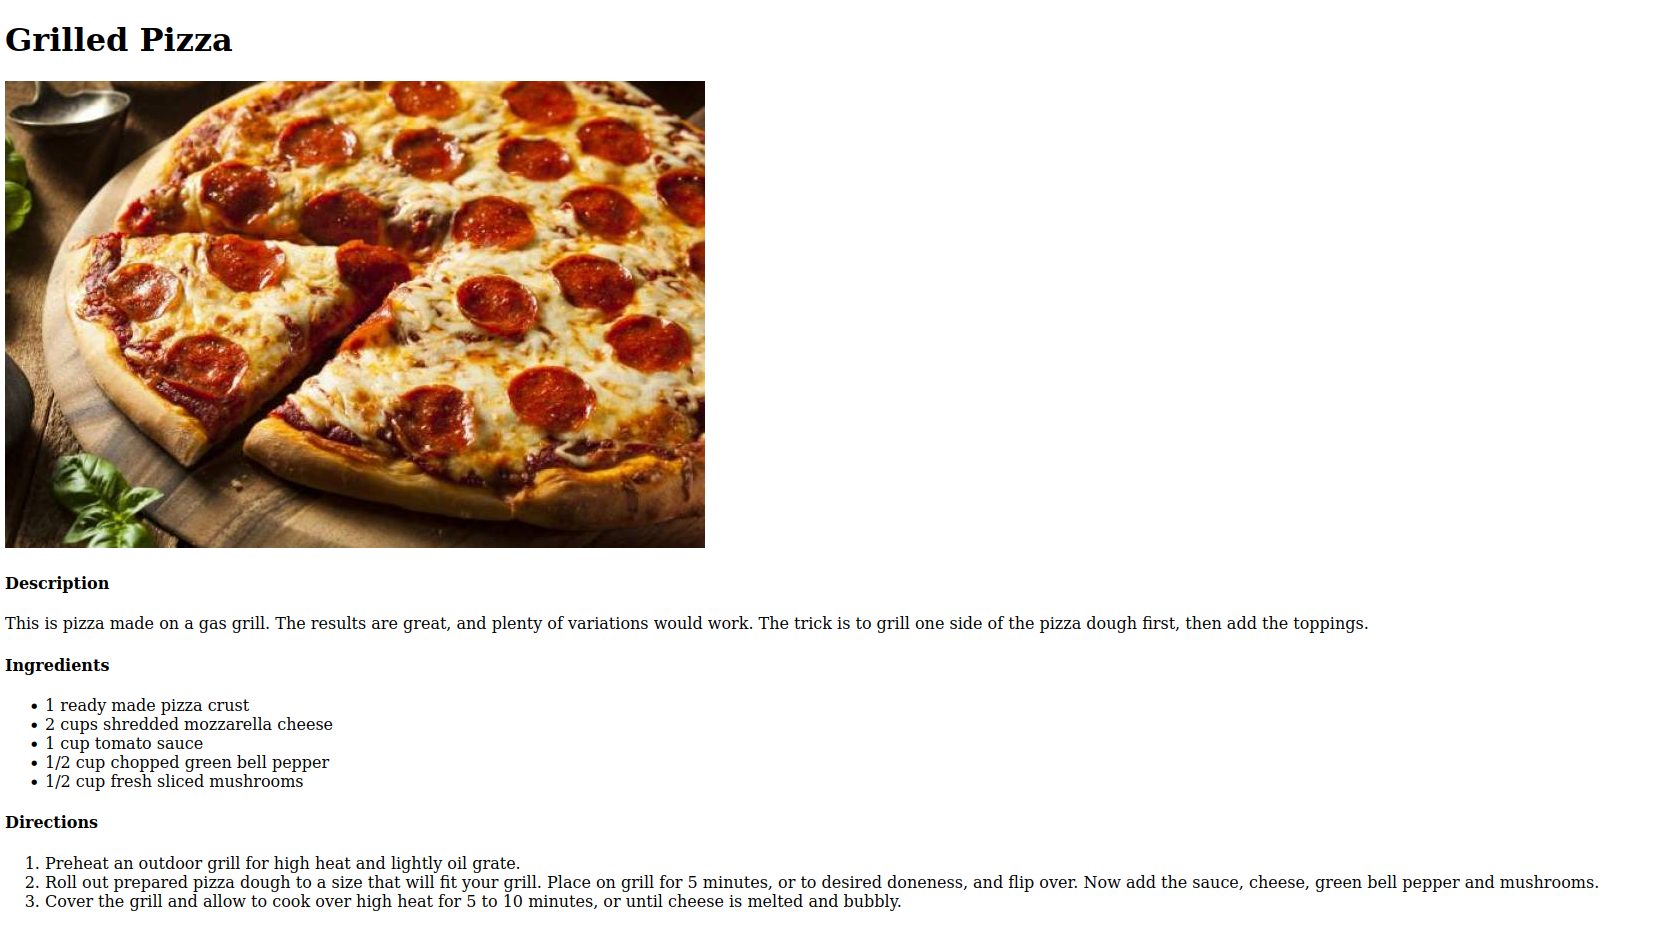 Grilled Pizza
Description
This is pizza made on a gas grill. The results are great, and plenty of variations would work. The trick is to grill one side of the pizza dough first, then add the toppings.
Ingredients
• 1 ready made pizza crust
• 2 cups shredded mozzarella cheese
• 1 cup tomato sauce
• 1/2 cup chopped green bell pepper
• 1/2 cup fresh sliced mushrooms
Directions
1. Preheat an outdoor grill for high heat and lightly oil grate.
2. Roll out prepared pizza dough to a size that will fit your grill. Place on grill for 5 minutes, or to desired doneness, and flip over. Now add the sauce, cheese, green bell pepper and mushrooms.
3. Cover the grill and allow to cook over high heat for 5 to 10 minutes, or until cheese is melted and bubbly.